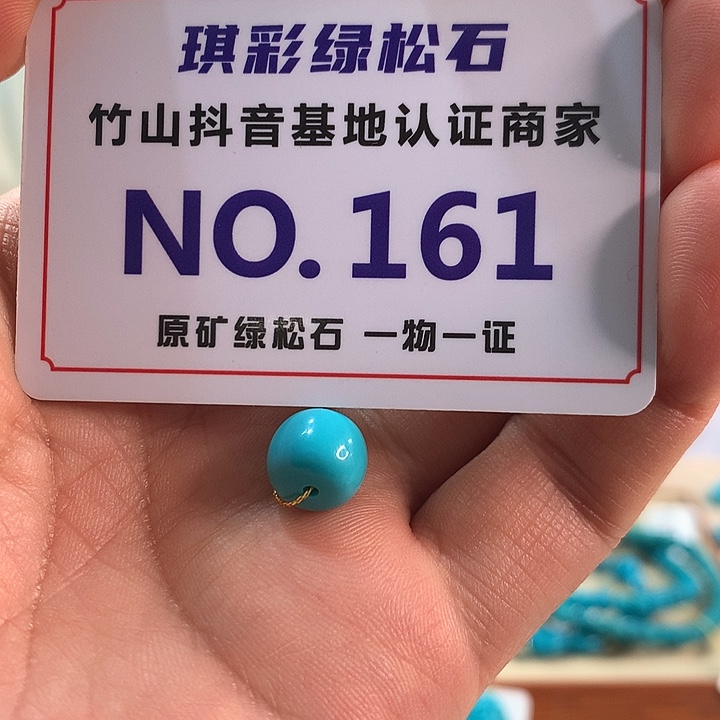 琪彩绿松石
竹山抖音基地认证商家
NO.161
原矿绿松石 一物一证